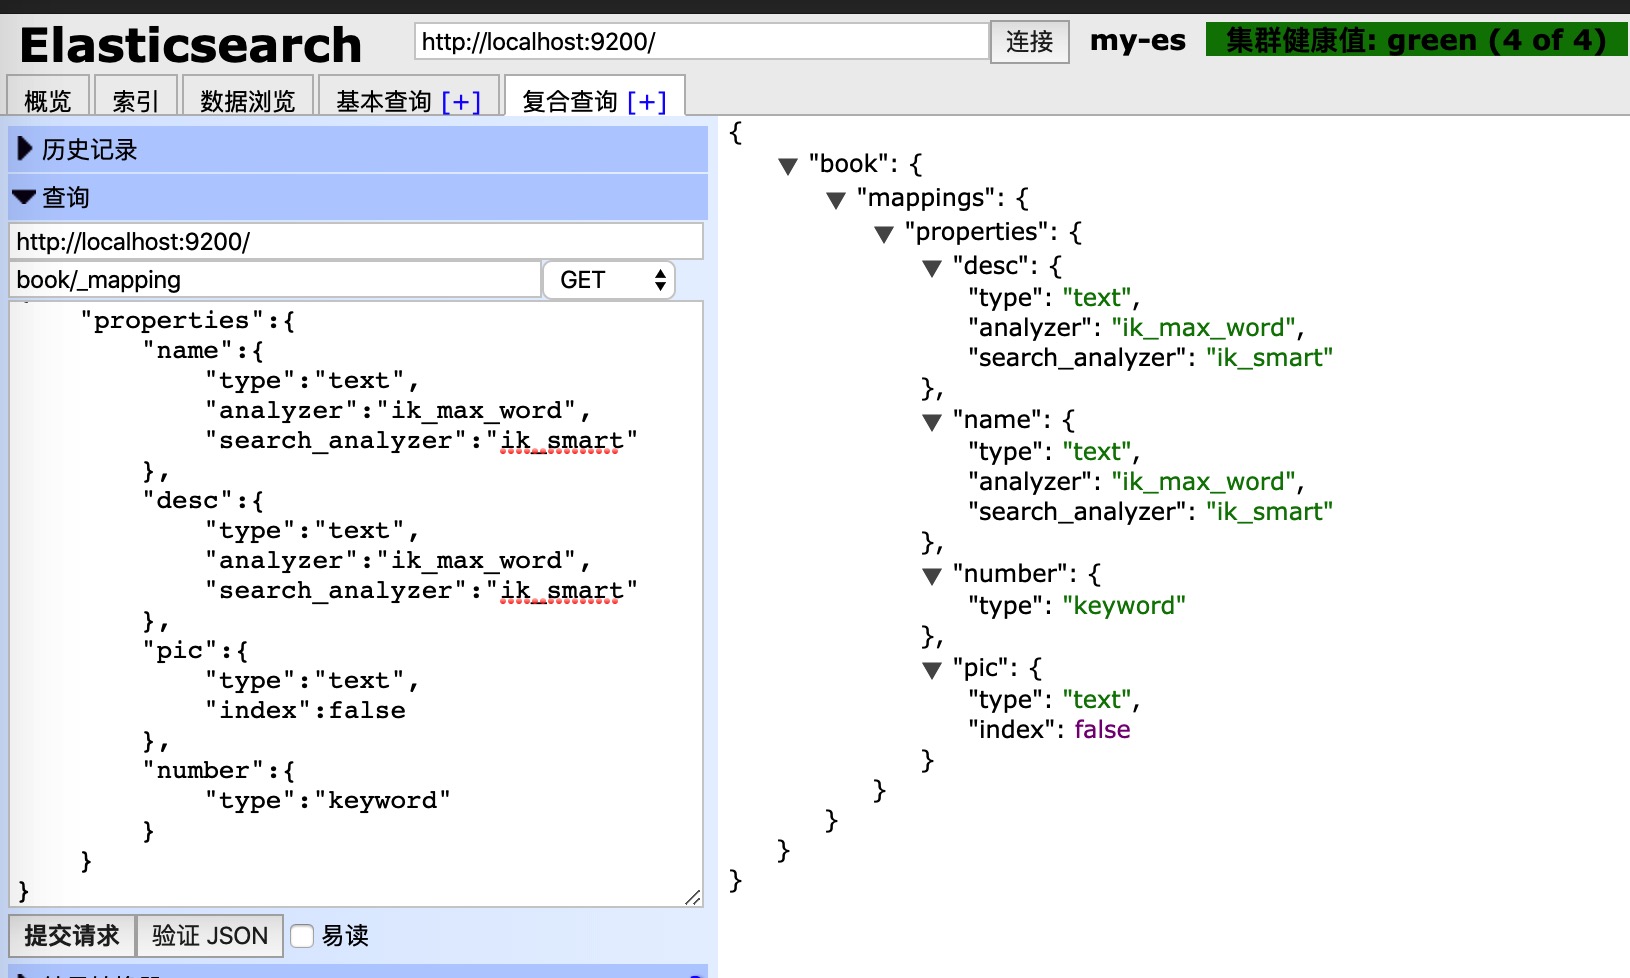 Elasticsearch
http://localhost:9200/
连接
my-es
集群健康值: green (4 of 4)
概览
索引
数据浏览
基本查询 [+]
复合查询 [+]
历史记录
查询
http://localhost:9200/
book/_mapping
GET
"properties":{
"name":{
"type":"text",
"analyzer":"ik_max_word",
"search_analyzer":"ik_smart"
},
"desc":{
"type":"text",
"analyzer":"ik_max_word",
"search_analyzer":"ik_smart"
},
"pic":{
"type":"text",
"index":false
},
"number":{
"type":"keyword"
}
}
}
提交请求
验证 JSON
易读
{
"book": {
"mappings": {
"properties": {
"desc": {
"type": "text",
"analyzer": "ik_max_word",
"search_analyzer": "ik_smart"
},
"name": {
"type": "text",
"analyzer": "ik_max_word",
"search_analyzer": "ik_smart"
},
"number": {
"type": "keyword"
},
"pic": {
"type": "text",
"index": false
}
}
}
}
}